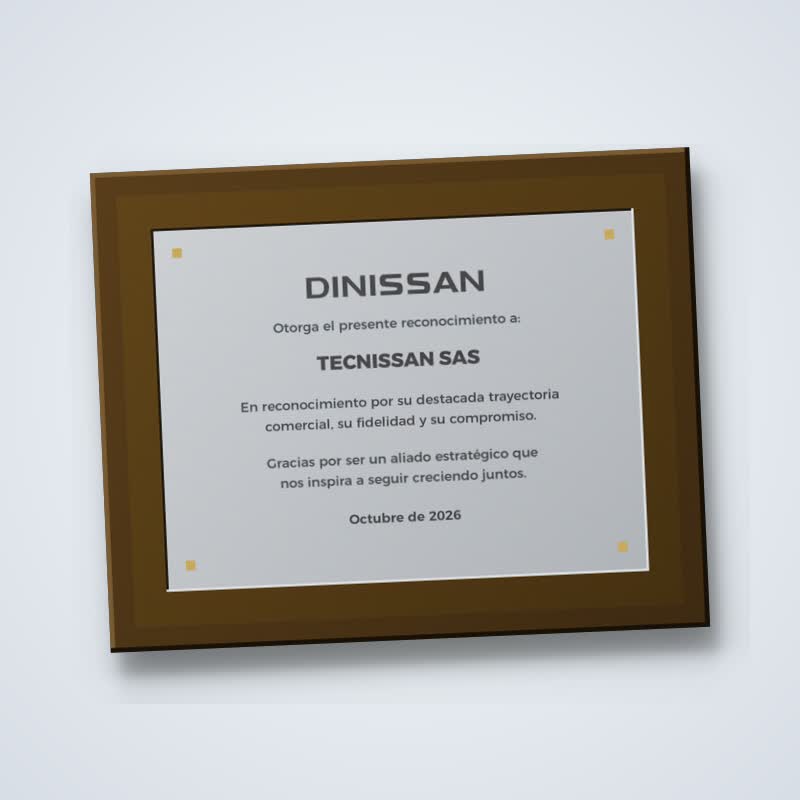 DINISSAN
Otorga el presente reconocimiento a:
TECNISSAN SAS
En reconocimiento por su destacada trayectoria
comercial, su fidelidad y su compromiso.
Gracias por ser un aliado estratégico que
nos inspira a seguir creciendo juntos.
Octubre de 2026